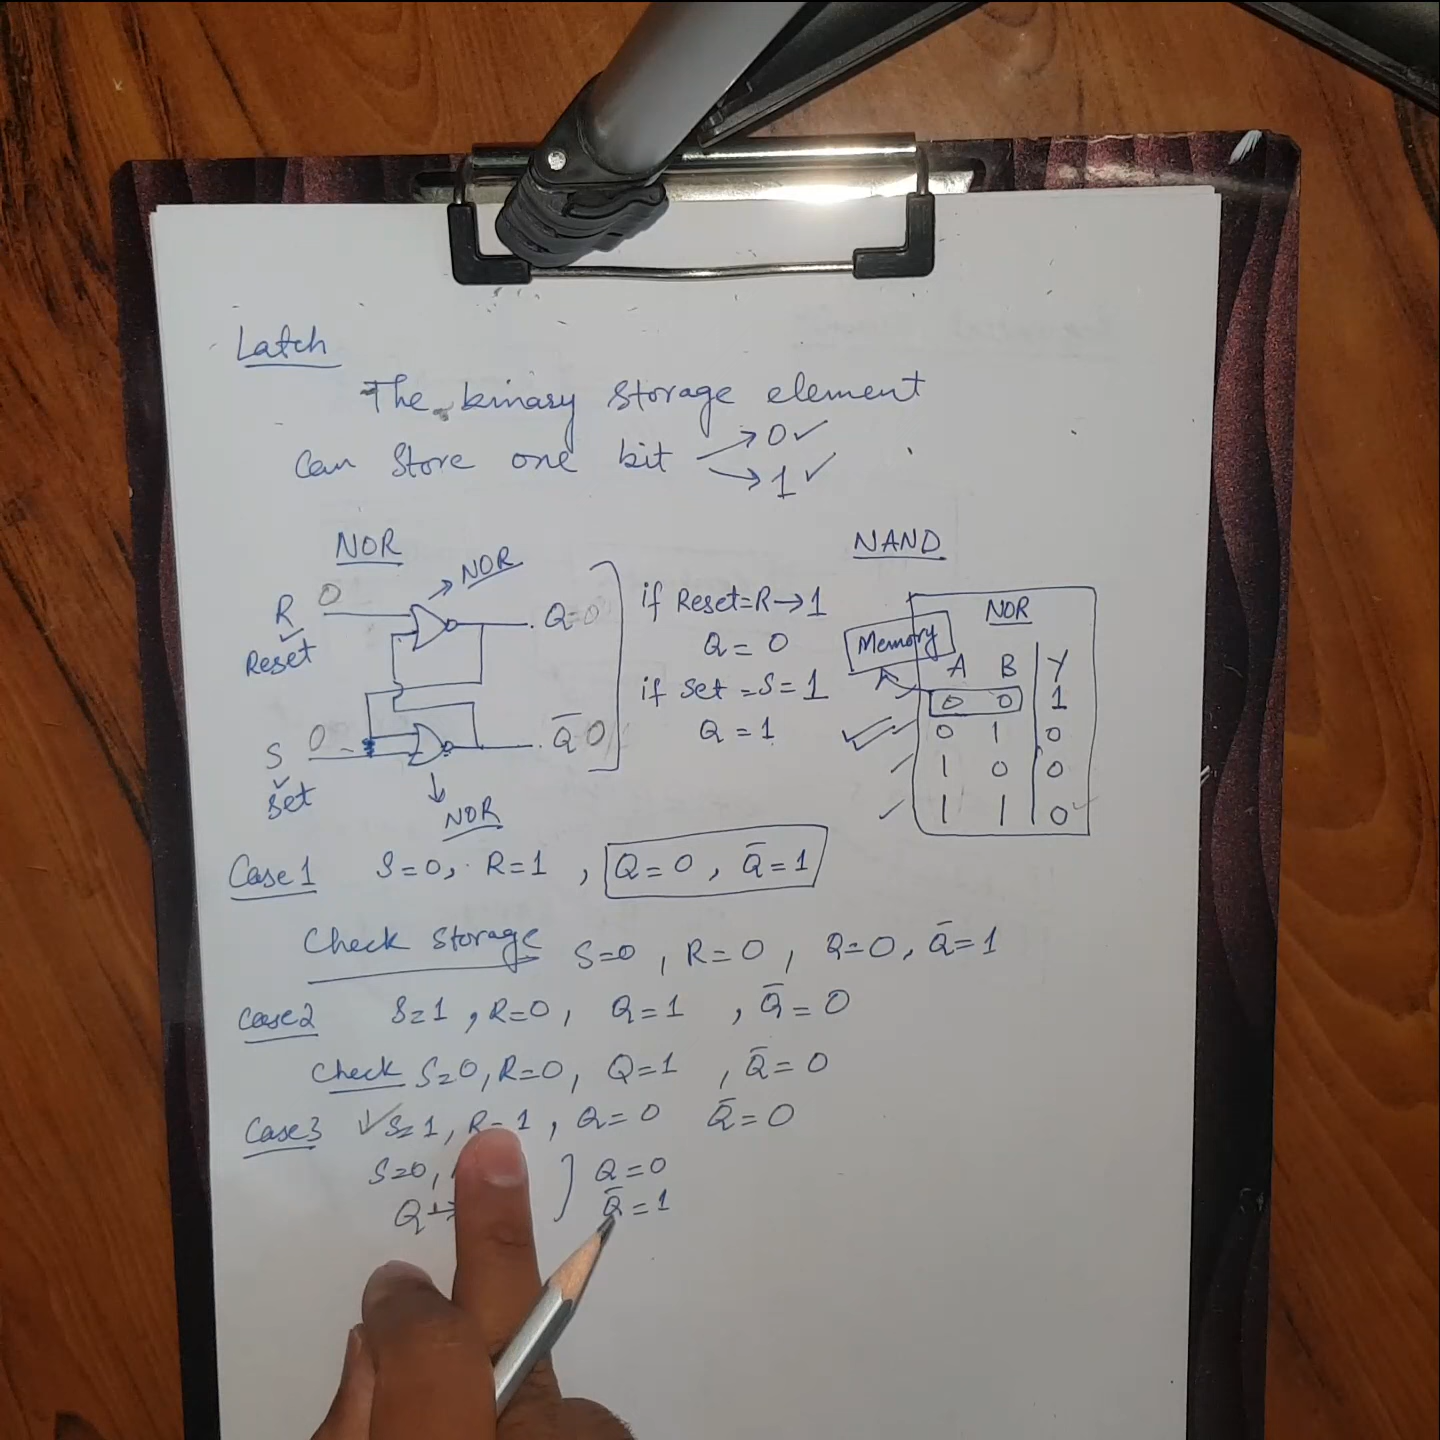 Latch
The binary storage element
Can store one bit → 0 ✓
→ 1 ✓
NOR
→ NOR
R 0
Reset
Q=0
S 0
Set
Q̅ 0
NOR
if Reset=R→1
Q = 0
if Set =S=1
Q = 1
NAND
Memory
NOR
A B Y
0 0 1
0 1 0
1 0 0
1 1 0
Case1 S=0, R=1 , Q=0 , Q̅=1
Check Storage S=0 , R=0 , Q=0, Q̅=1
Case2 S=1 , R=0 , Q=1 , Q̅=0
Check S=0, R=0, Q=1 , Q̅=0
Case3 ✓ S=1, R=1 , Q=0 Q̅=0
S=0, ] Q=0
Q → Q̅=1